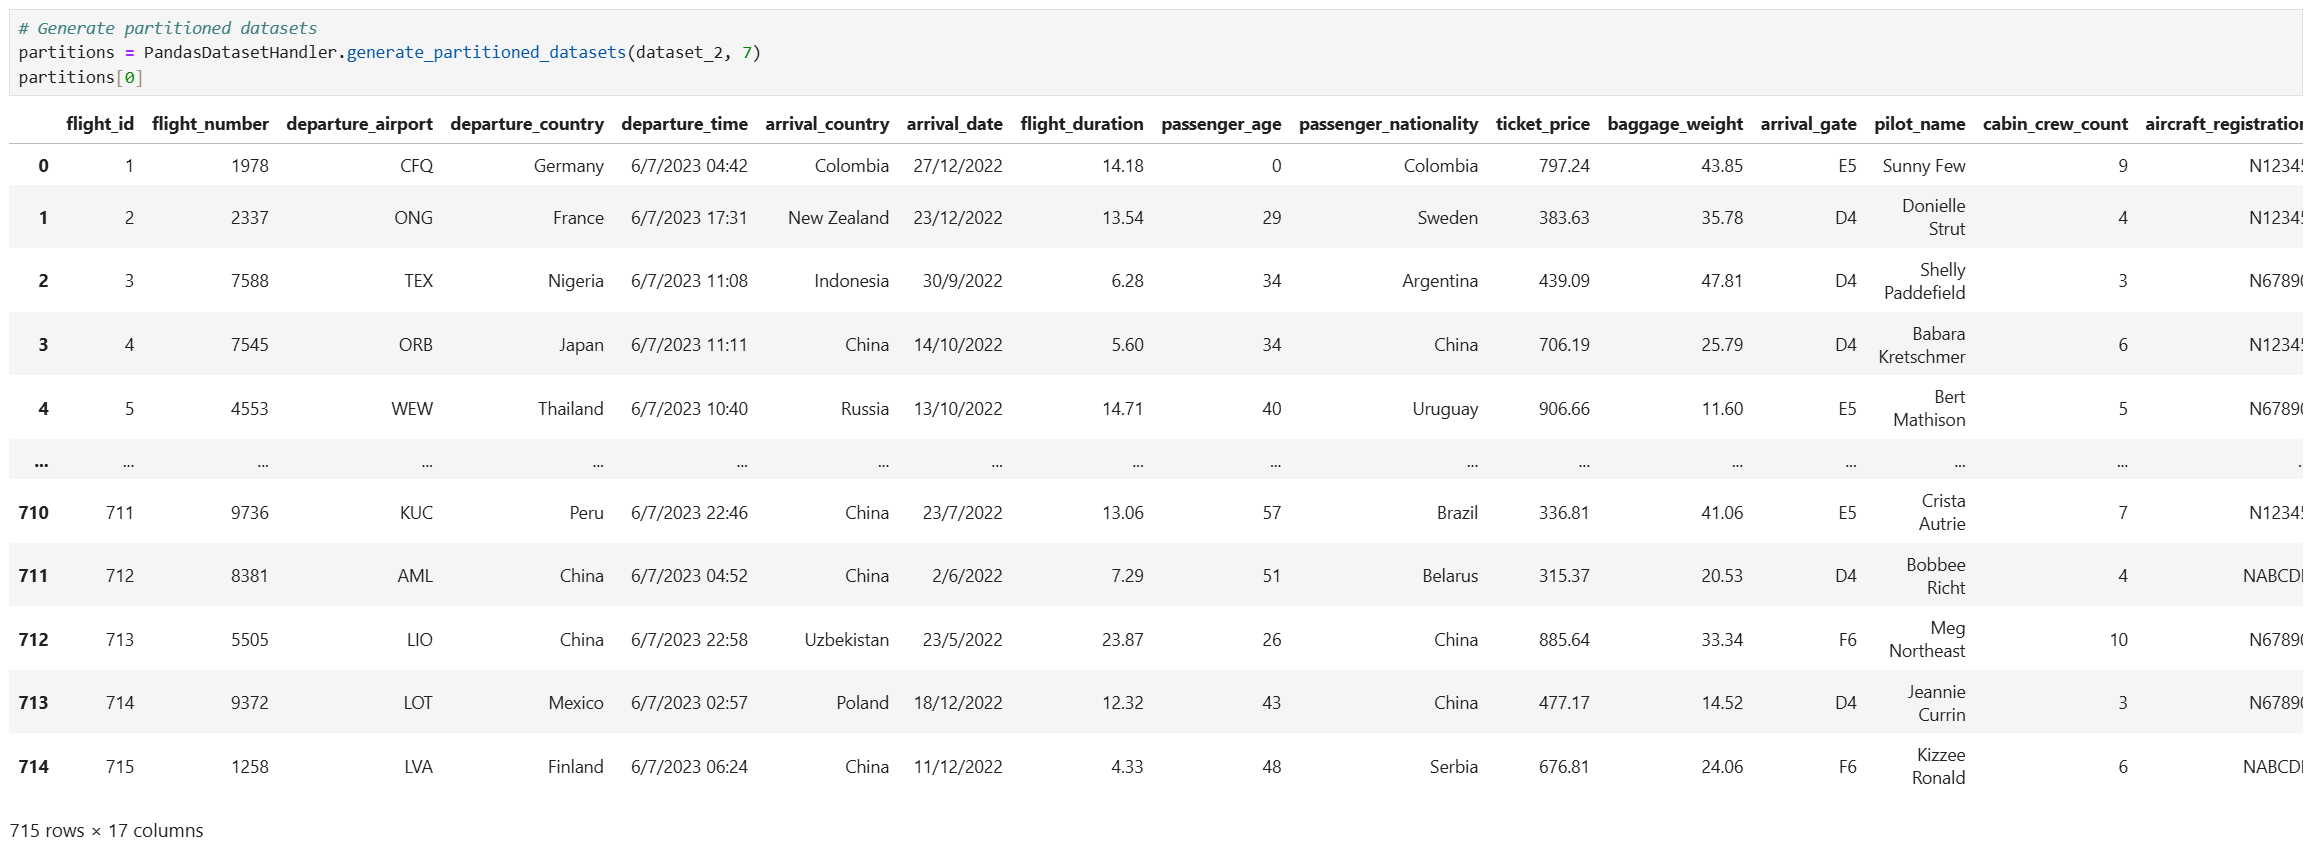 # Generate partitioned datasets
partitions = PandasDatasetHandler.generate_partitioned_datasets(dataset_2, 7)
partitions[0]
flight_id flight_number departure_airport departure_country departure_time arrival_country arrival_date flight_duration passenger_age passenger_nationality ticket_price baggage_weight arrival_gate pilot_name cabin_crew_count aircraft_registration
0 1 1978 CFQ Germany 6/7/2023 04:42 Colombia 27/12/2022 14.18 0 Colombia 797.24 43.85 E5 Sunny Few 9 N12345
1 2 2337 ONG France 6/7/2023 17:31 New Zealand 23/12/2022 13.54 29 Sweden 383.63 35.78 D4 Donielle Strut 4 N12345
2 3 7588 TEX Nigeria 6/7/2023 11:08 Indonesia 30/9/2022 6.28 34 Argentina 439.09 47.81 D4 Shelly Paddefield 3 N67890
3 4 7545 ORB Japan 6/7/2023 11:11 China 14/10/2022 5.60 34 China 706.19 25.79 D4 Babara Kretschmer 6 N12345
4 5 4553 WEW Thailand 6/7/2023 10:40 Russia 13/10/2022 14.71 40 Uruguay 906.66 11.60 E5 Bert Mathison 5 N67890
... ... ... ... ... ... ... ... ... ... ... ... ... ... ... ... ..
710 711 9736 KUC Peru 6/7/2023 22:46 China 23/7/2022 13.06 57 Brazil 336.81 41.06 E5 Crista Autrie 7 N12345
711 712 8381 AML China 6/7/2023 04:52 China 2/6/2022 7.29 51 Belarus 315.37 20.53 D4 Bobbee Richt 4 NABCD
712 713 5505 LIO China 6/7/2023 22:58 Uzbekistan 23/5/2022 23.87 26 China 885.64 33.34 F6 Meg Northeast 10 N67890
713 714 9372 LOT Mexico 6/7/2023 02:57 Poland 18/12/2022 12.32 43 China 477.17 14.52 D4 Jeannie Currin 3 N67890
714 715 1258 LVA Finland 6/7/2023 06:24 China 11/12/2022 4.33 48 Serbia 676.81 24.06 F6 Kizzee Ronald 6 NABCD
715 rows × 17 columns